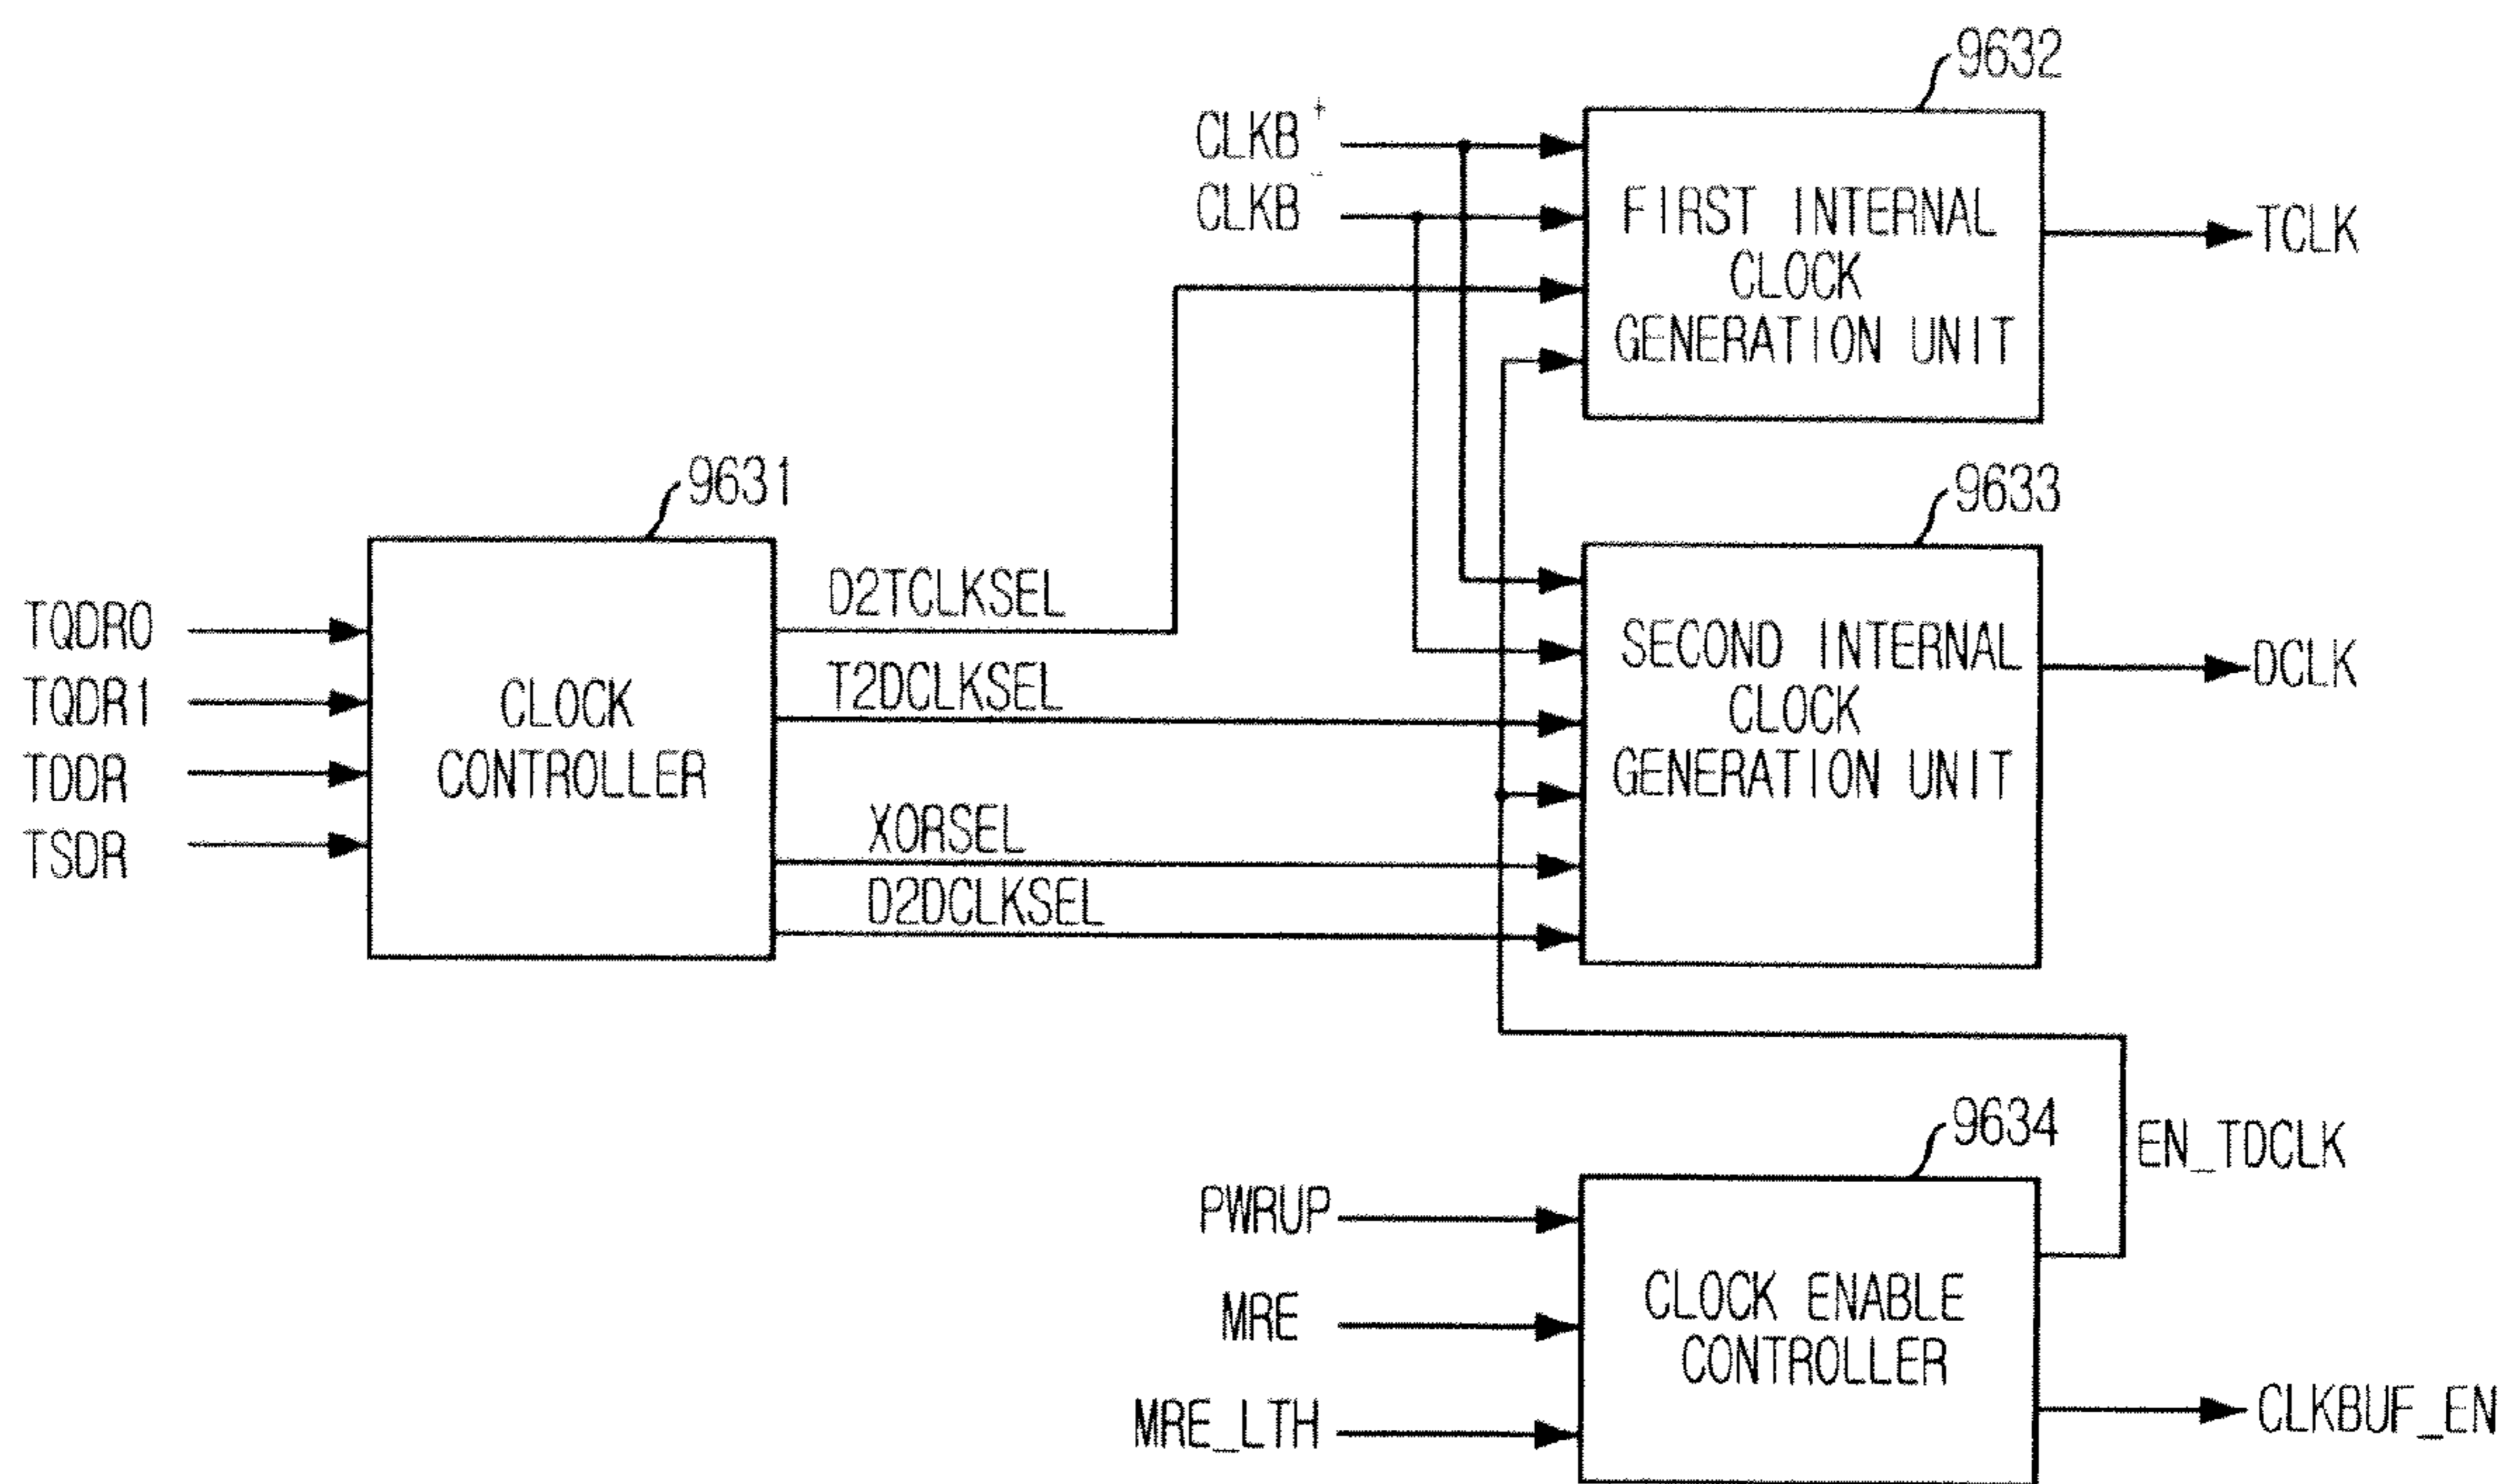 9632
CLKB+
CLKB-
FIRST INTERNAL
CLOCK
GENERATION UNIT
TCLK
9631
9633
TQDR0
TQDR1
TDDR
TSDR
CLOCK
CONTROLLER
D2TCLKSEL
T2DCLKSEL
XORSEL
D2DCLKSEL
SECOND INTERNAL
CLOCK
GENERATION UNIT
DCLK
9634
EN_TDCLK
PWRUP
MRE
MRE_LTH
CLOCK ENABLE
CONTROLLER
CLKBUF_EN